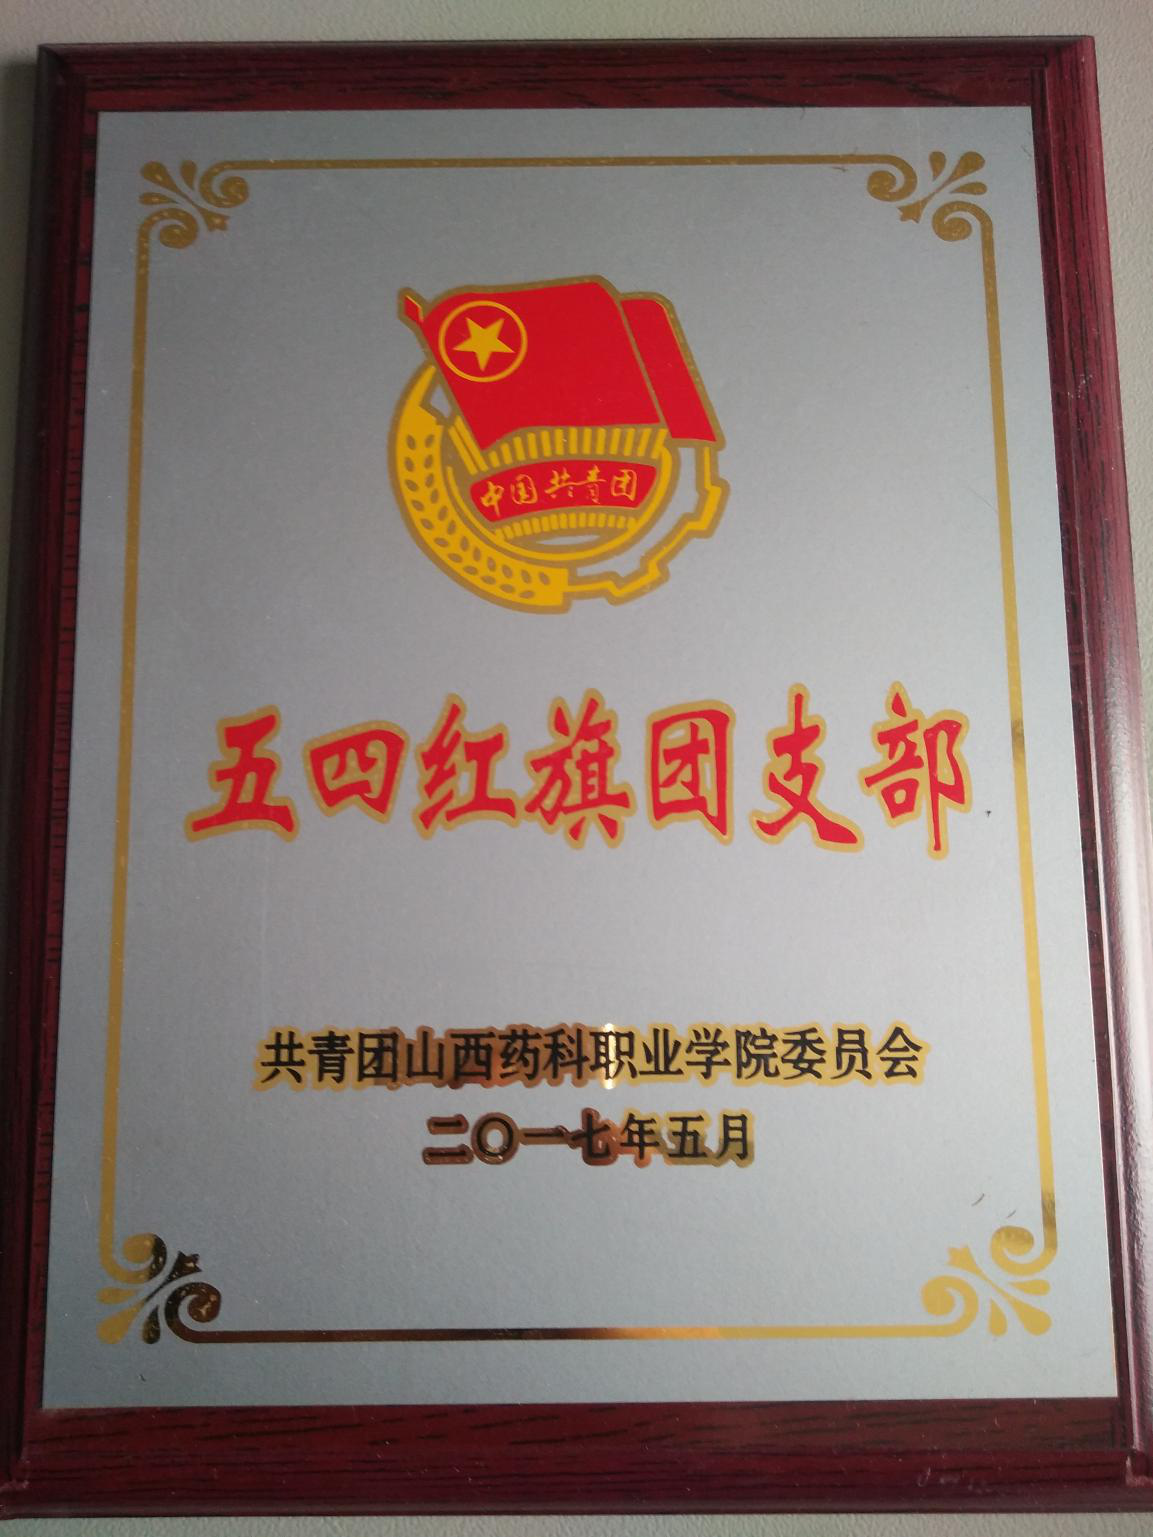 中国共青团
五四红旗团支部
共青团山西药科职业学院委员会
二〇一七年五月